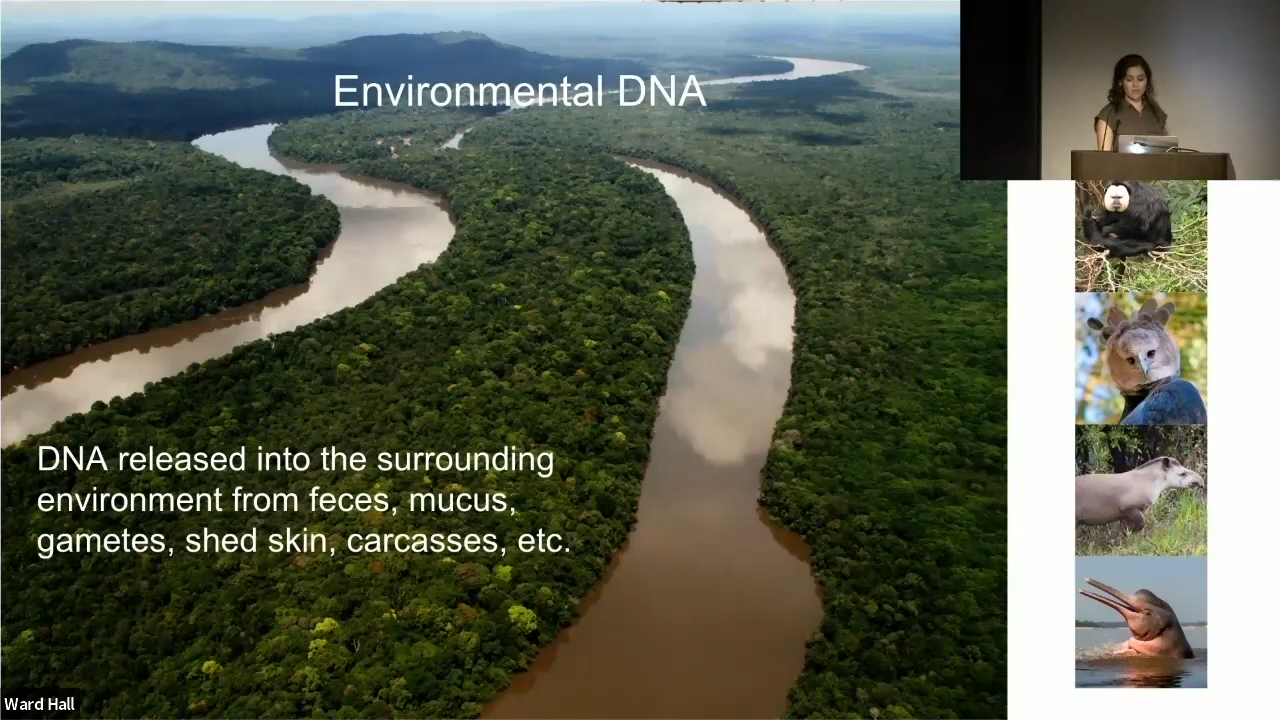 Environmental DNA
DNA released into the surrounding
environment from feces, mucus,
gametes, shed skin, carcasses, etc.
Ward Hall